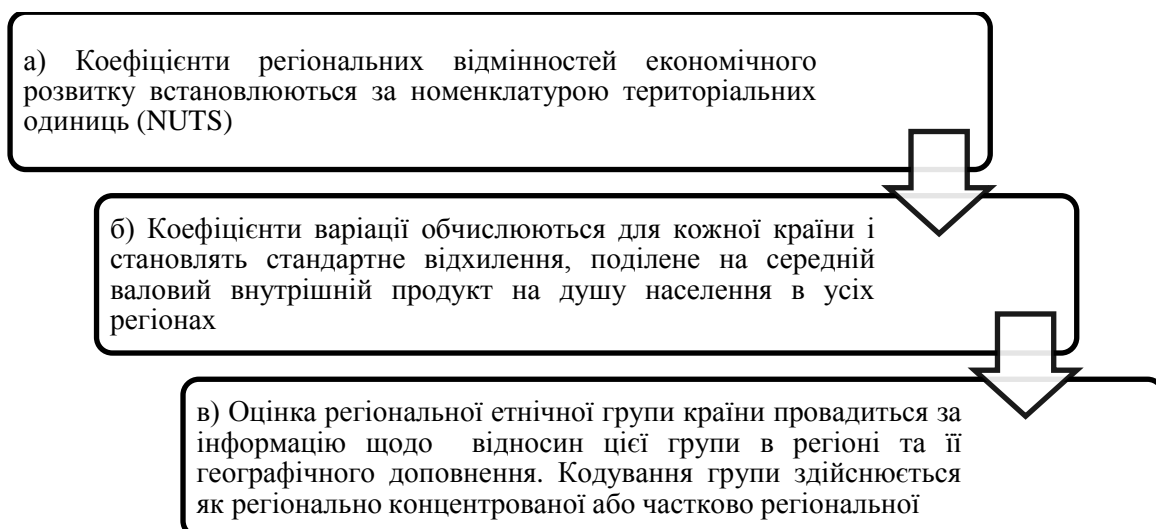 а) Коефіцієнти регіональних відмінностей економічного
розвитку встановлюються за номенклатурою територіальних
одиниць (NUTS)
б) Коефіцієнти варіації обчислюються для кожної країни і
становлять стандартне відхилення, поділене на середній
валовий внутрішній продукт на душу населення в усіх
регіонах
в) Оцінка регіональної етнічної групи країни провадиться за
інформацію щодо відносин цієї групи в регіоні та її
географічного доповнення. Кодування групи здійснюється
як регіонально концентрованої або частково регіональної